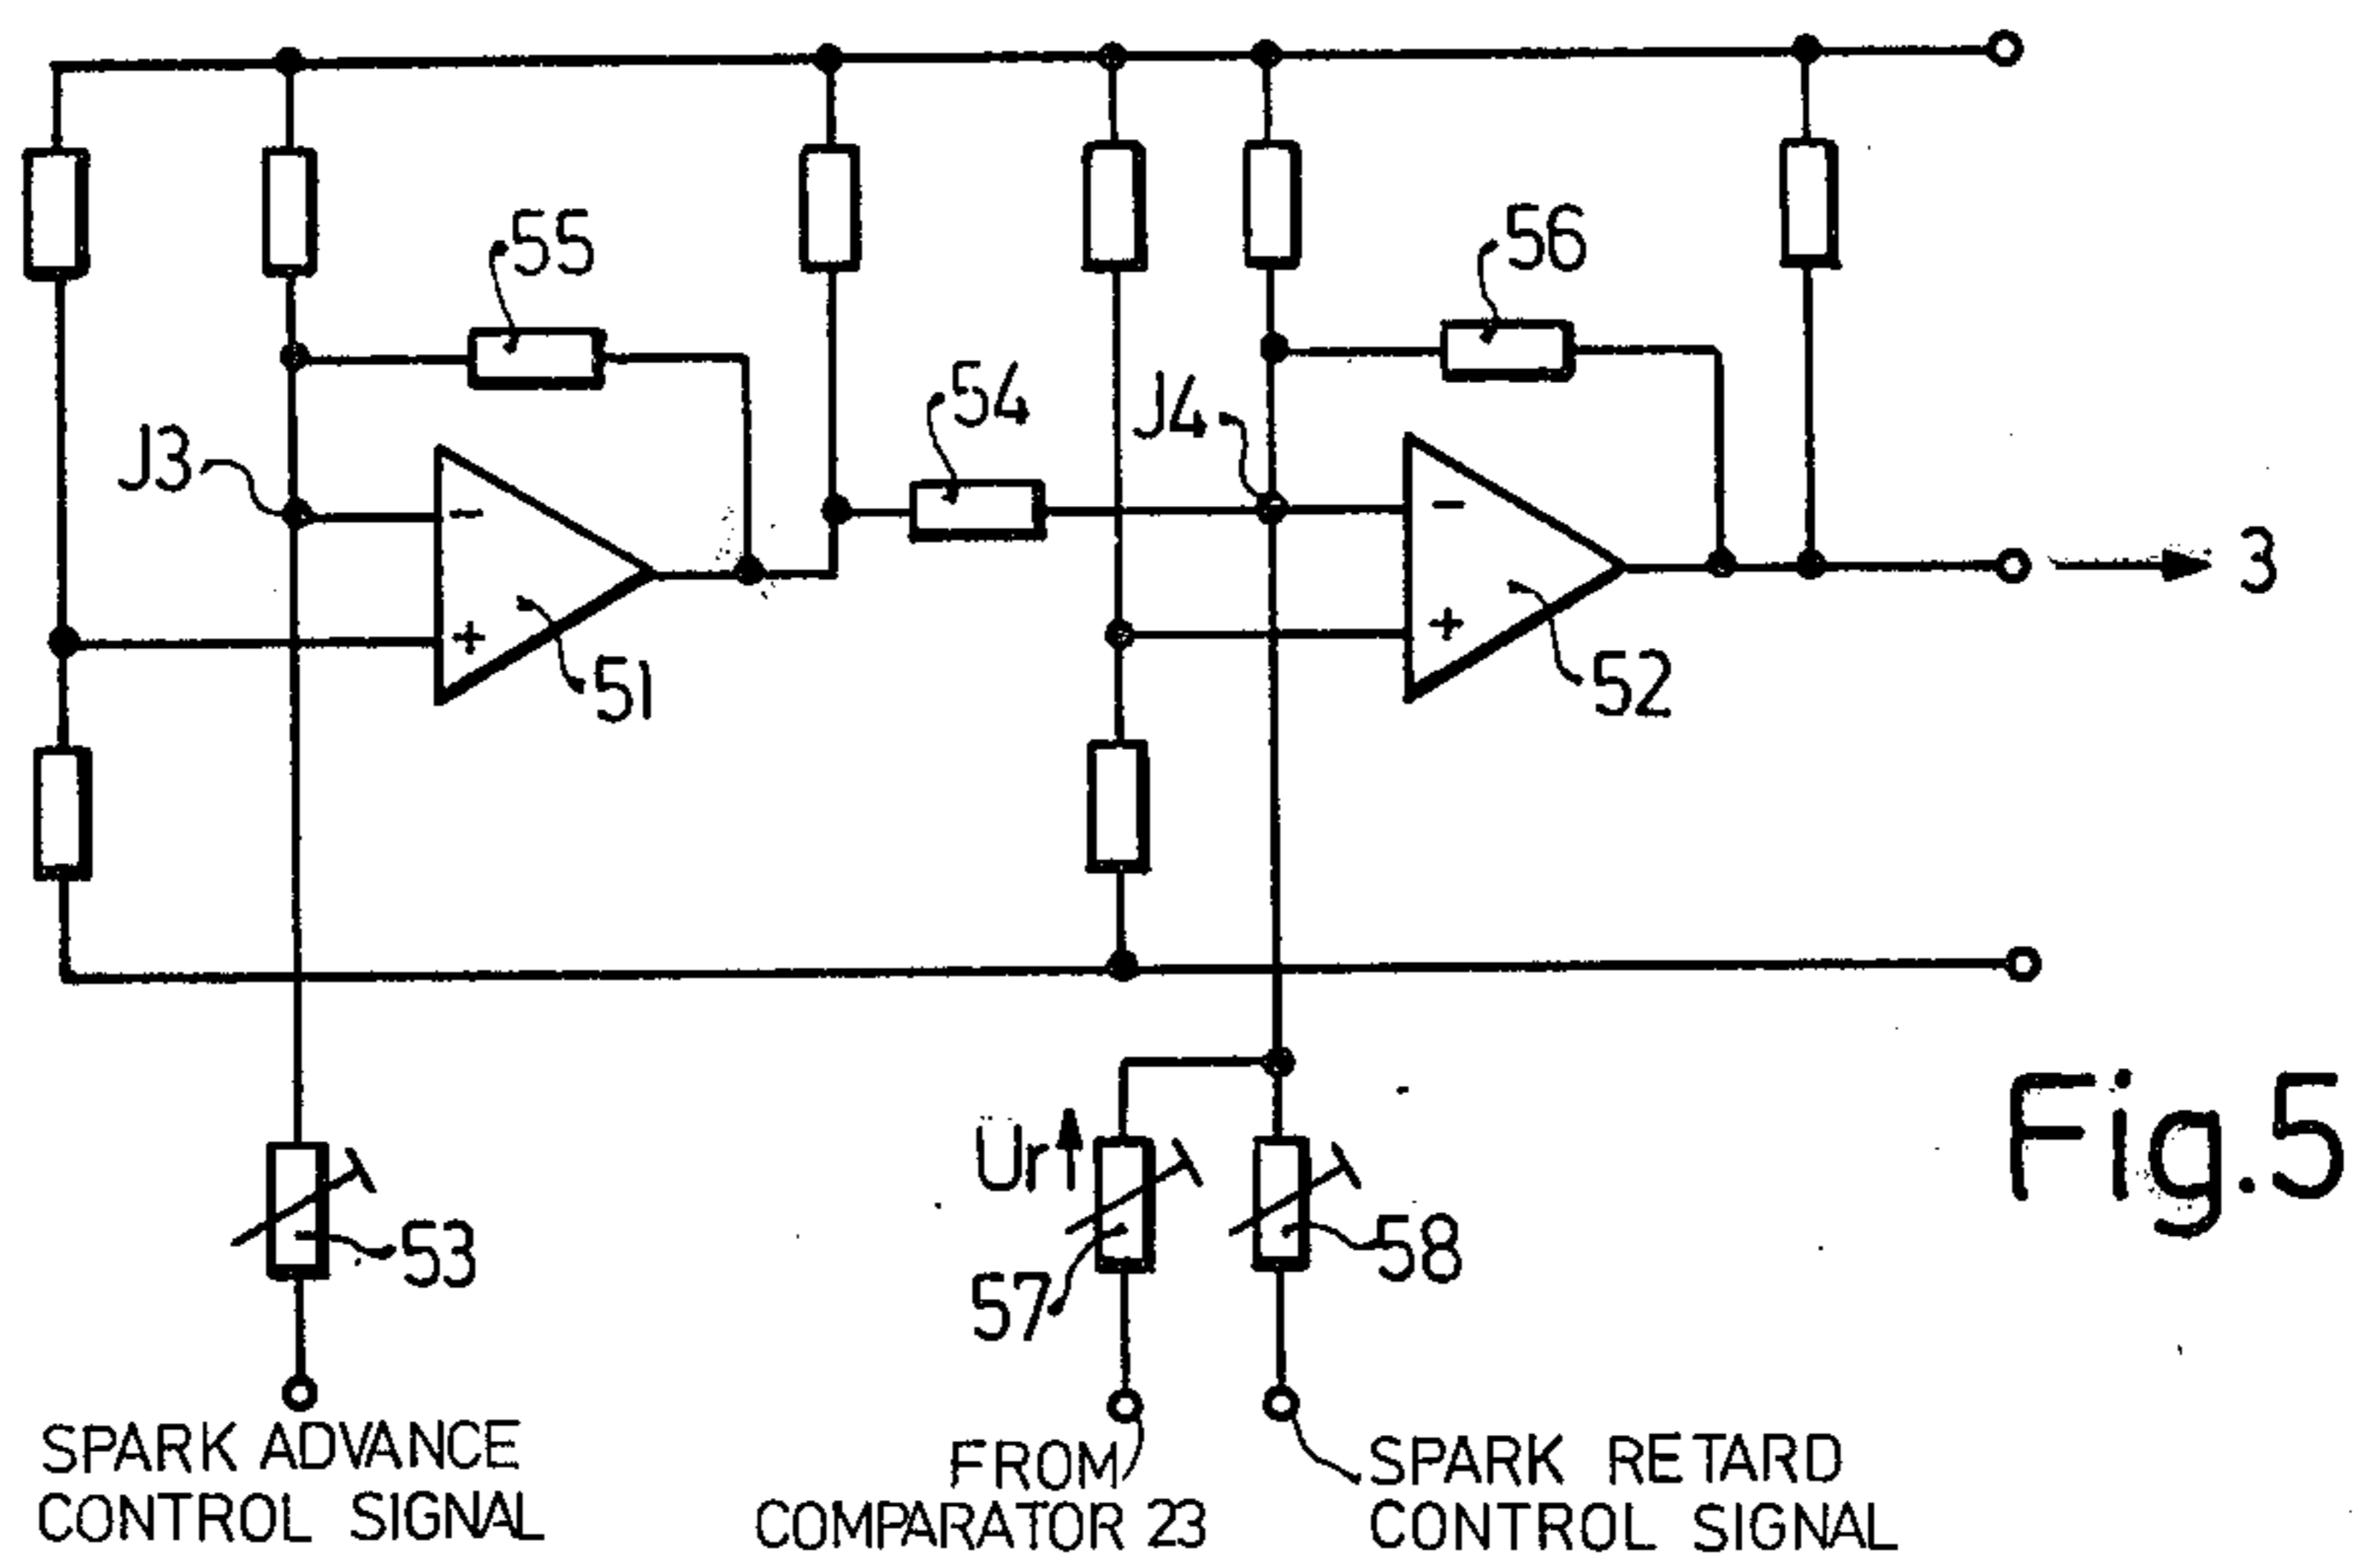 55
56
54
J4
J3
-
-
3
+
+
51
52
Ur
53
58
57
Fig.5
SPARK ADVANCE
CONTROL SIGNAL
FROM
COMPARATOR 23
SPARK RETARD
CONTROL SIGNAL